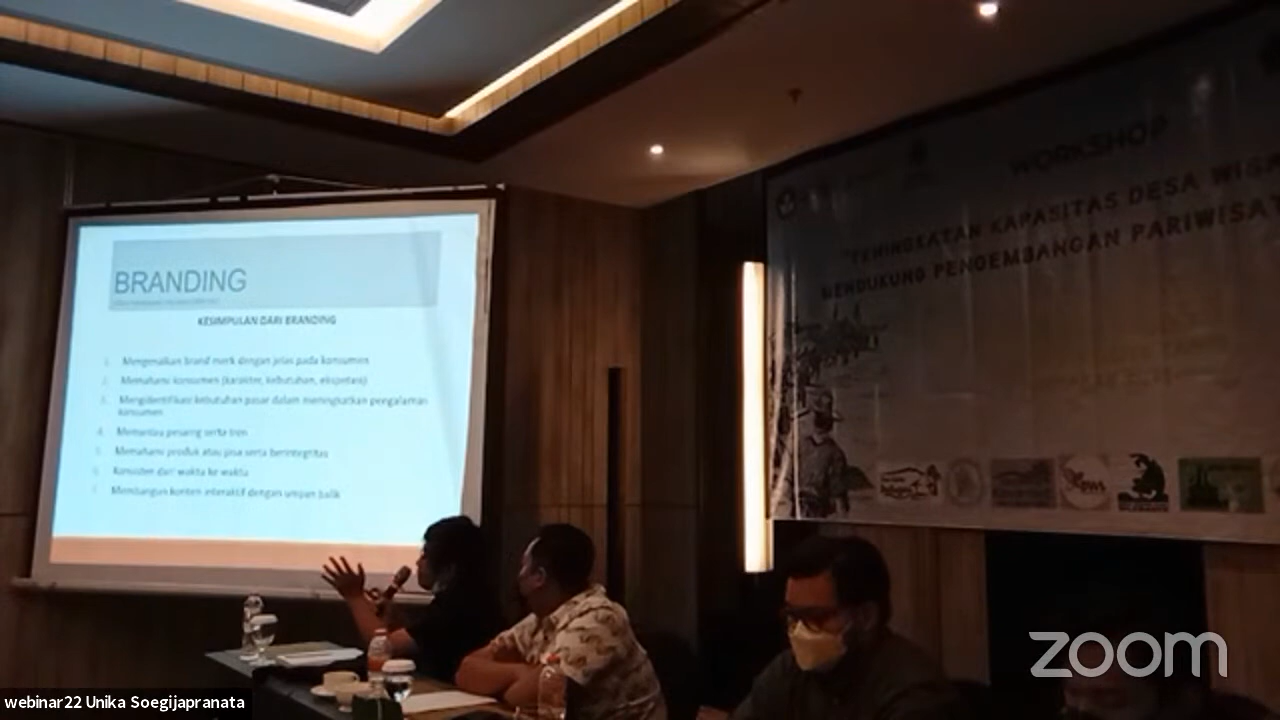 BRANDING
KESIMPULAN DARI BRANDING
1. Mengenalkan brand merk dengan jelas pada konsumen
2. Memahami konsumen (karakter, kebutuhan, ekspetasi)
3. Mengidentifikasi kebutuhan pasar dalam meningkatkan pengalaman
konsumen
4. Memantau pesaing serta tren
5. Memahami produk atau jasa serta berintegritas
6. Konsisten dari waktu ke waktu
7. Membangun konten interaktif dengan umpan balik
WORKSHOP
"PENINGKATAN KAPASITAS DESA
MENDUKUNG PENGEMBANGAN
zoom
webinar22 Unika Soegijapranata